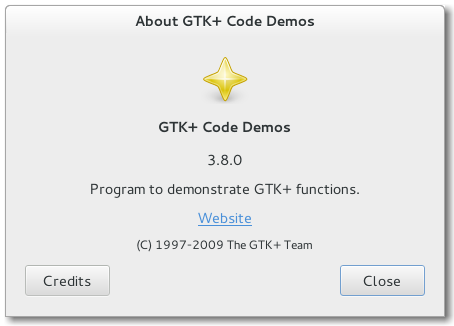 About GTK+ Code Demos
GTK+ Code Demos
3.8.0
Program to demonstrate GTK+ functions.
Website
(C) 1997-2009 The GTK+ Team
Credits
Close